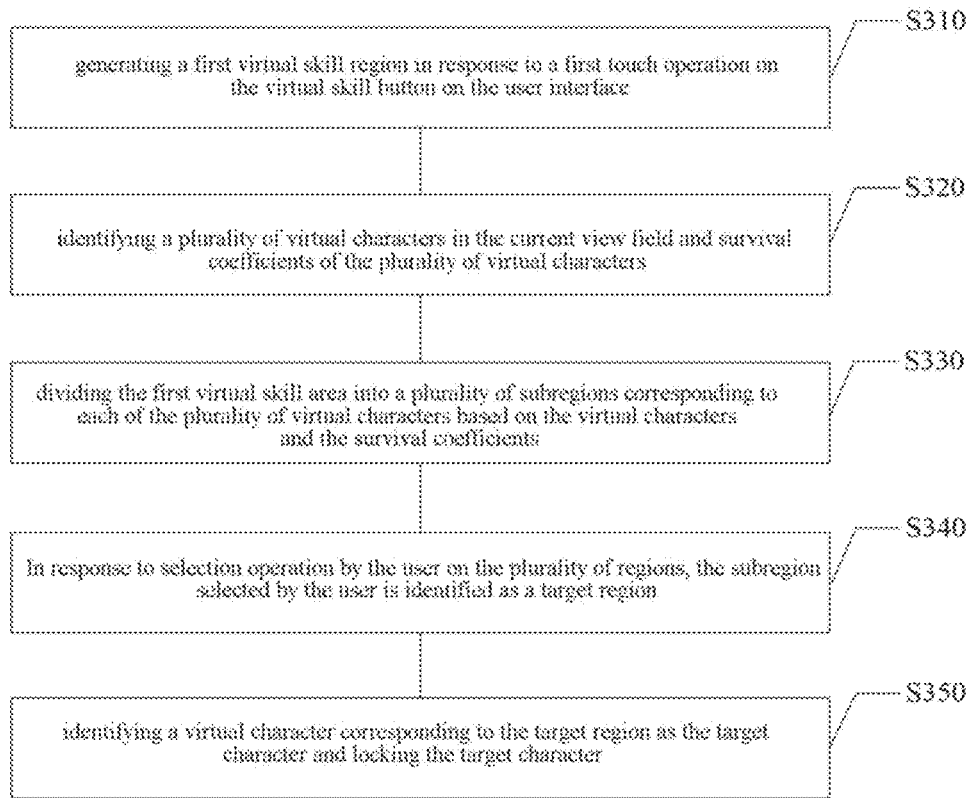 S310
generating a first virtual skill region in response to a first touch operation on
the virtual skill button on the user interface
S320
identifying a plurality of virtual characters in the current view field and survival
coefficients of the plurality of virtual characters
S330
dividing the first virtual skill area into a plurality of subregions corresponding to
each of the plurality of virtual characters based on the virtual characters
and the survival coefficients
S340
In response to selection operation by the user on the plurality of regions, the subregion
selected by the user is identified as a target region
S350
identifying a virtual character corresponding to the target region as the target
character and locking the target character